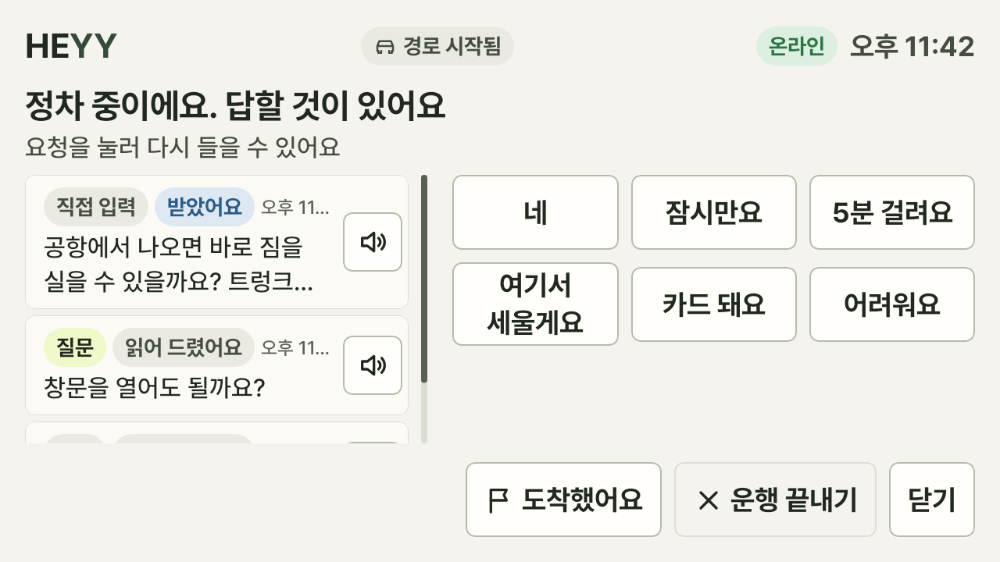 HEYY
경로 시작됨
온라인
오후 11:42
정차 중이에요. 답할 것이 있어요
요청을 눌러 다시 들을 수 있어요
직접 입력
받았어요
오후 11...
공항에서 나오면 바로 짐을
실을 수 있을까요? 트렁크...
질문
읽어 드렸어요
오후 11...
창문을 열어도 될까요?
네
잠시만요
5분 걸려요
여기서
세울게요
카드 돼요
어려워요
도착했어요
운행 끝내기
닫기